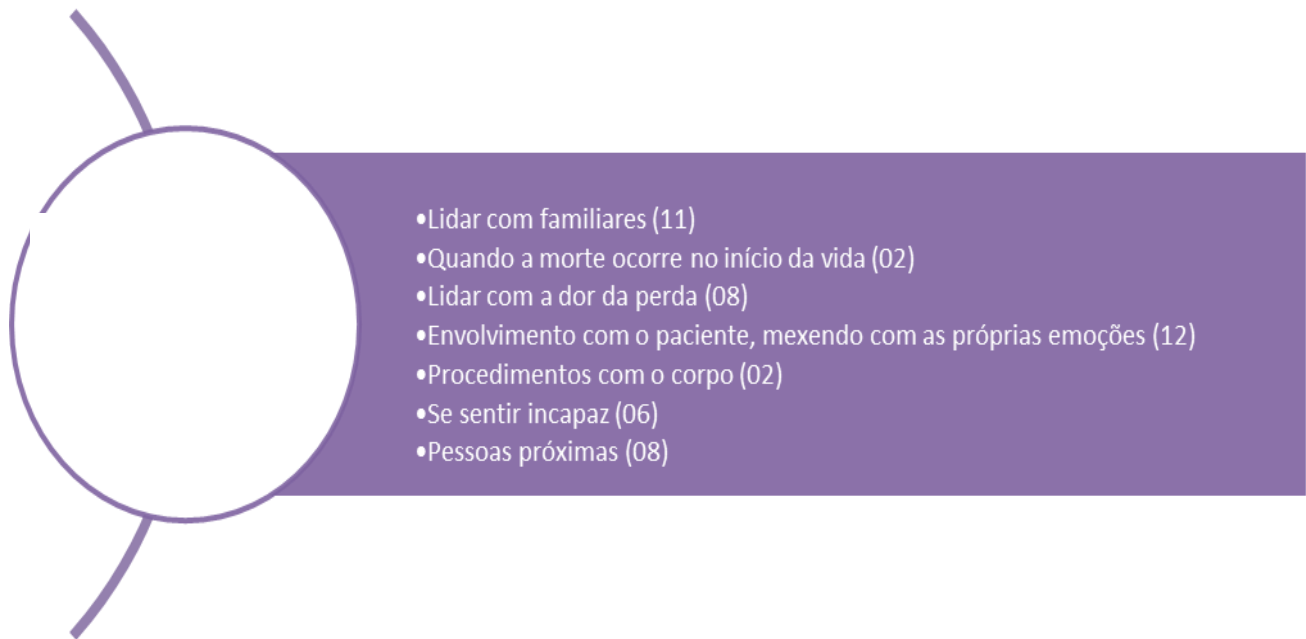 •Lidar com familiares (11)
•Quando a morte ocorre no início da vida (02)
•Lidar com a dor da perda (08)
•Envolvimento com o paciente, mexendo com as próprias emoções (12)
•Procedimentos com o corpo (02)
•Se sentir incapaz (06)
•Pessoas próximas (08)